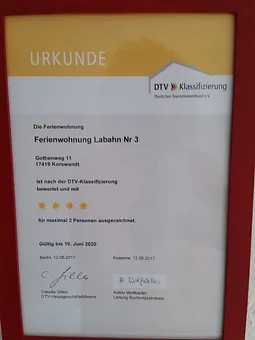 URKUNDE
DTV Klassifizierung
Deutscher Tourismusverband e.V.
Die Ferienwohnung
Ferienwohnung Labahn Nr 3
Gothenweg 11
17419 Korswandt
ist nach der DTV-Klassifizierung
bewertet und mit
für maximal 2 Personen ausgezeichnet.
Gültig bis 10. Juni 2020
Berlin, 12.06.2017
Koserow, 12.06.2017
Claudia Gilles
DTV-Hauptgeschäftsführerin
Leitung Buchungszentrale